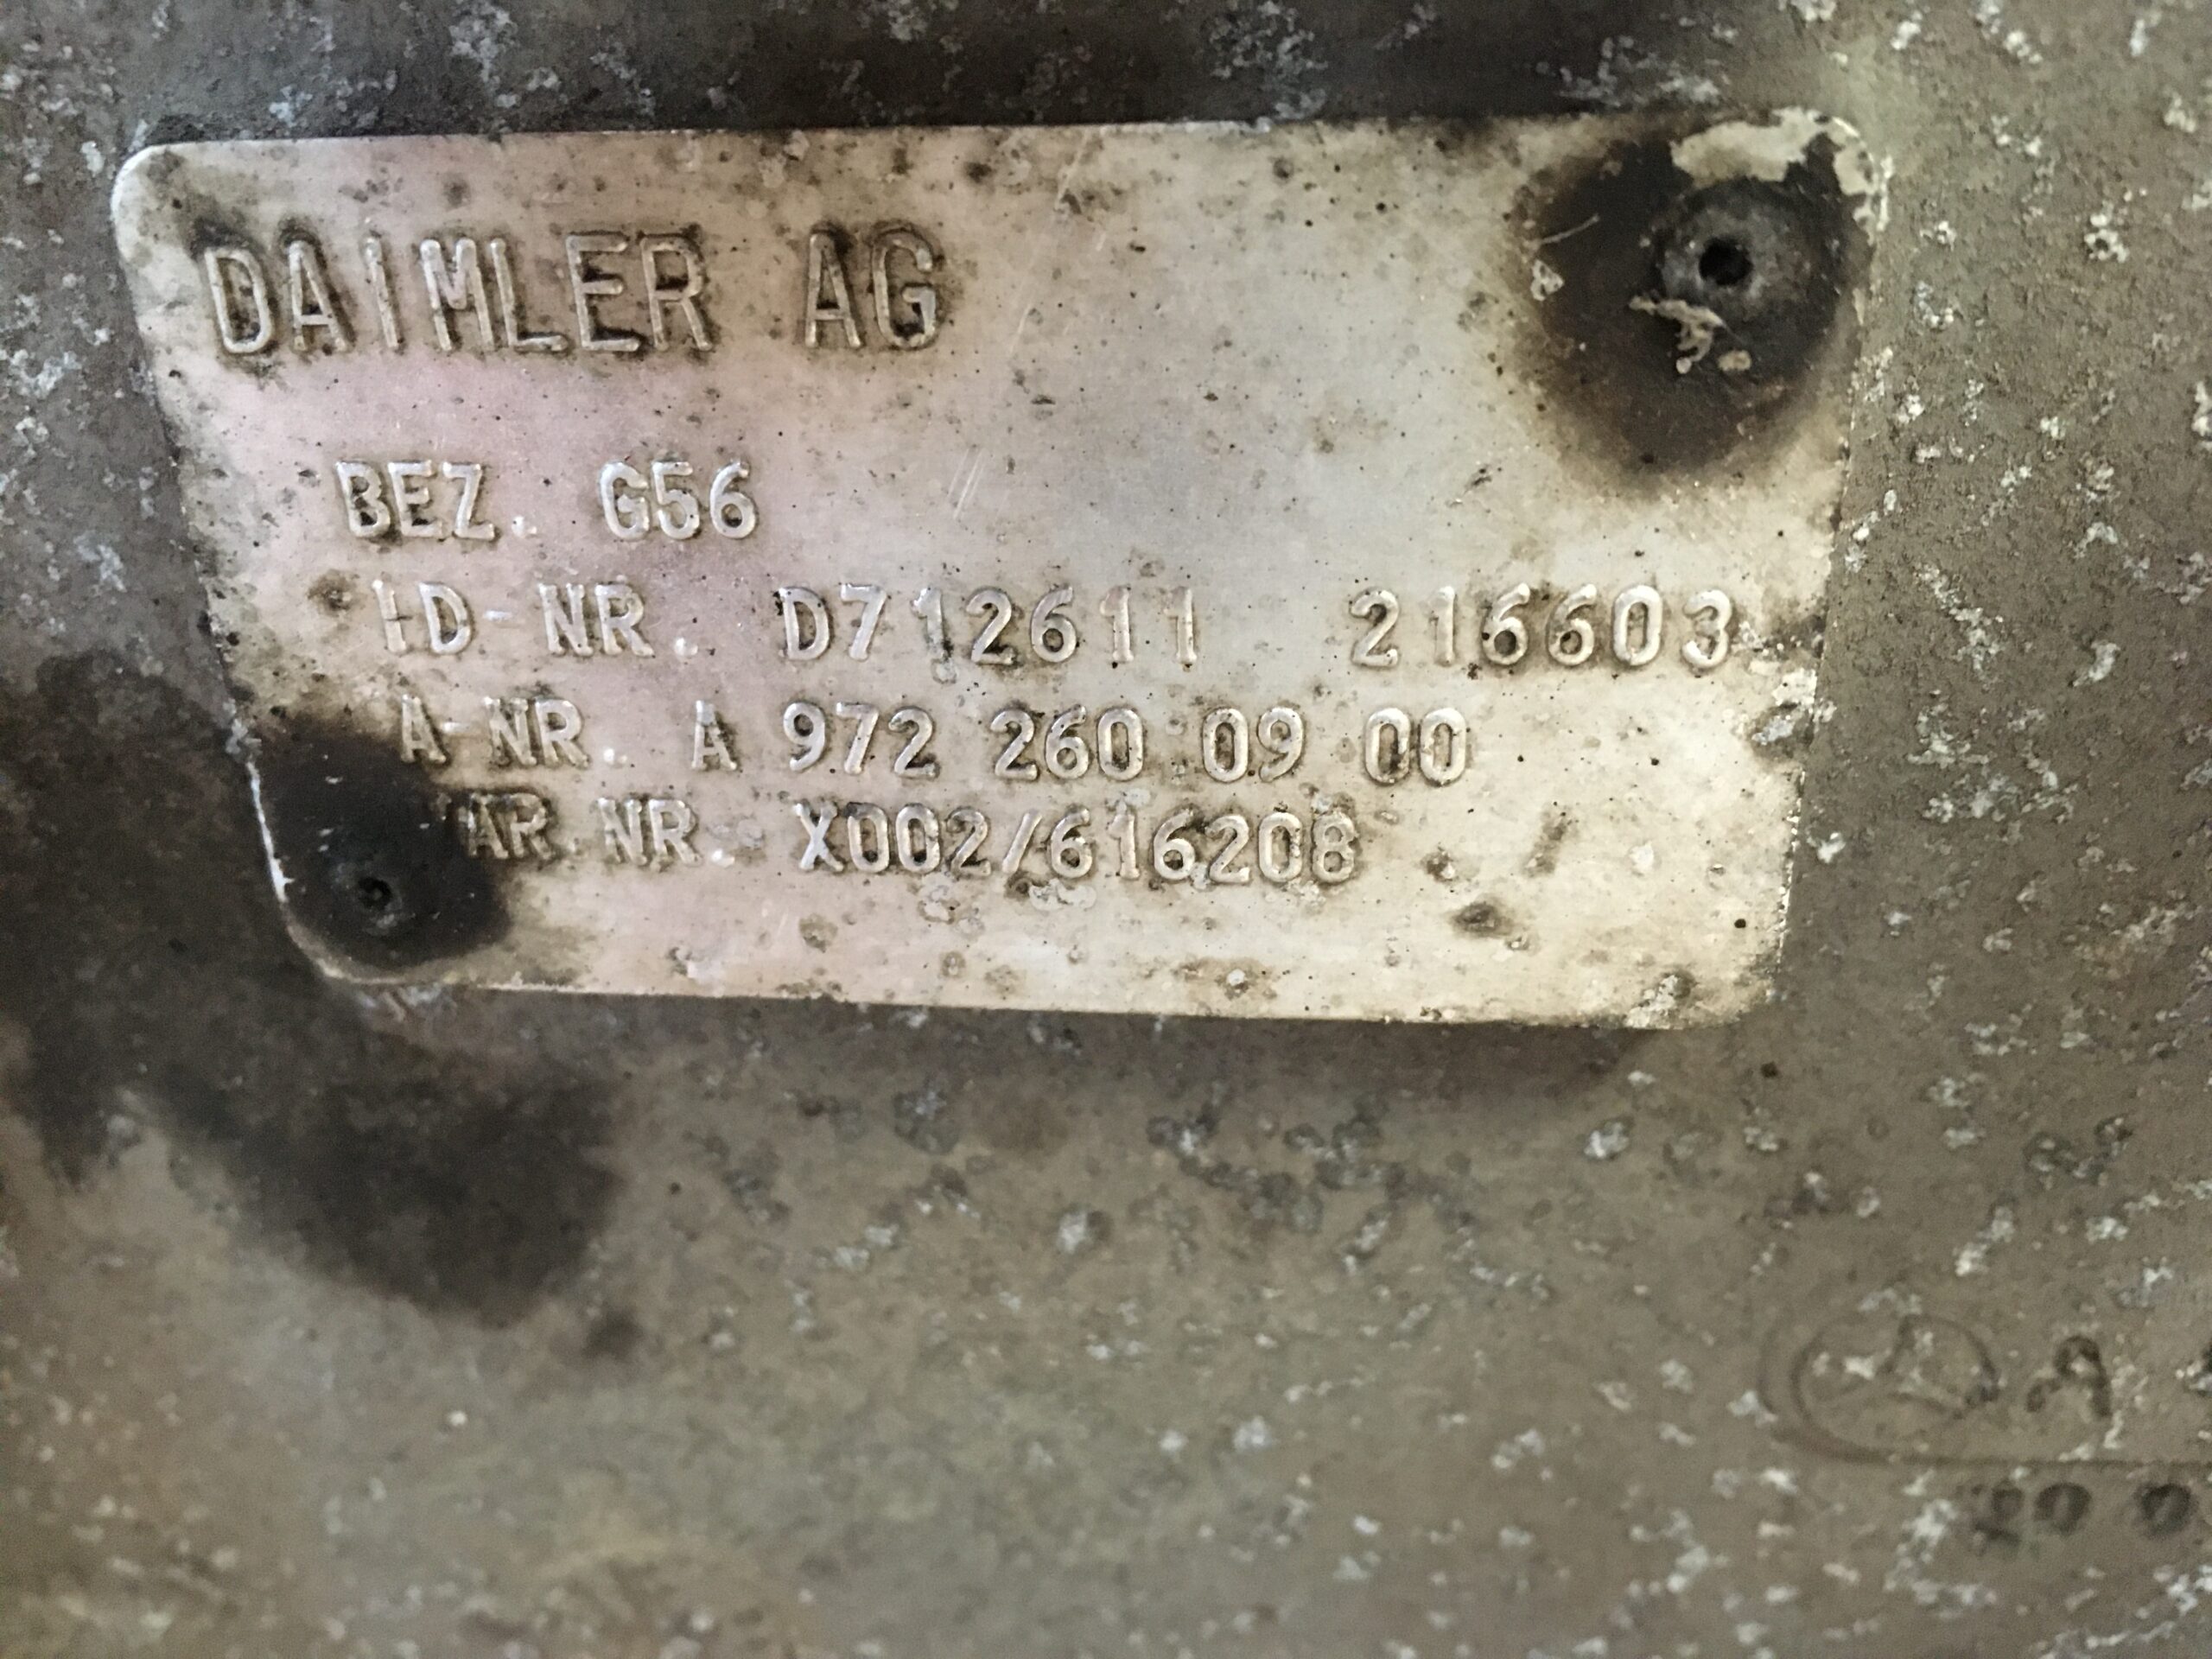 DAIMLER AG
BEZ. G56
ID-NR. D712611 216603
A-NR. A 972 260 09 00
AR.NR. X002/616208
A